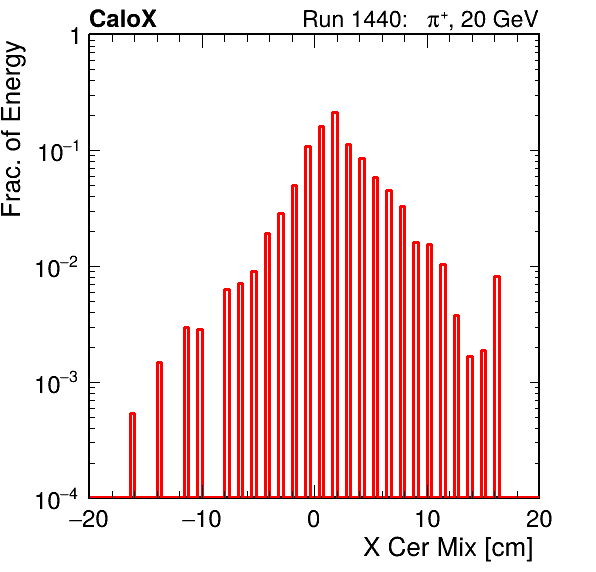 CaloX Run 1440: π⁺, 20 GeV
Frac. of Energy
1
10⁻¹
10⁻²
10⁻³
10⁻⁴
−20 −10 0 10 20
X Cer Mix [cm]